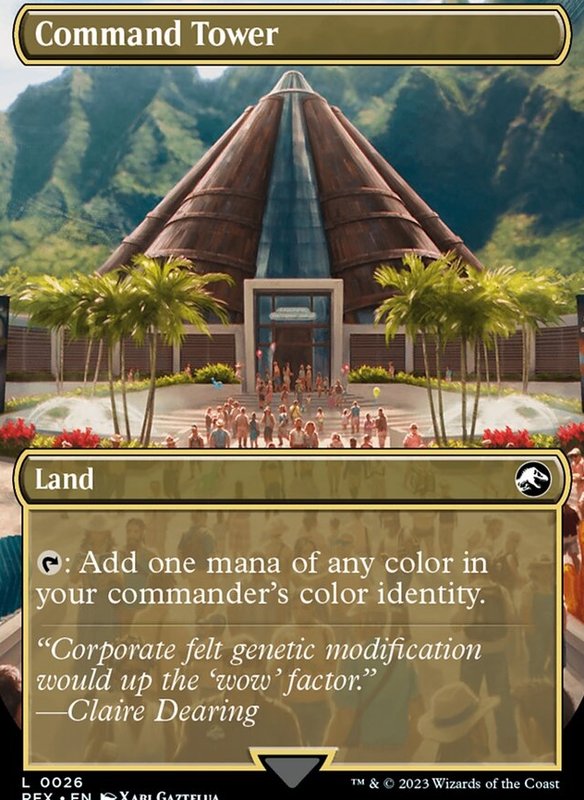 Command Tower
Land
: Add one mana of any color in
your commander's color identity.
“Corporate felt genetic modification
would up the ‘wow’ factor.”
—Claire Dearing
L 0026
REX • EN XABI GAZTELUA
™ & © 2023 Wizards of the Coast